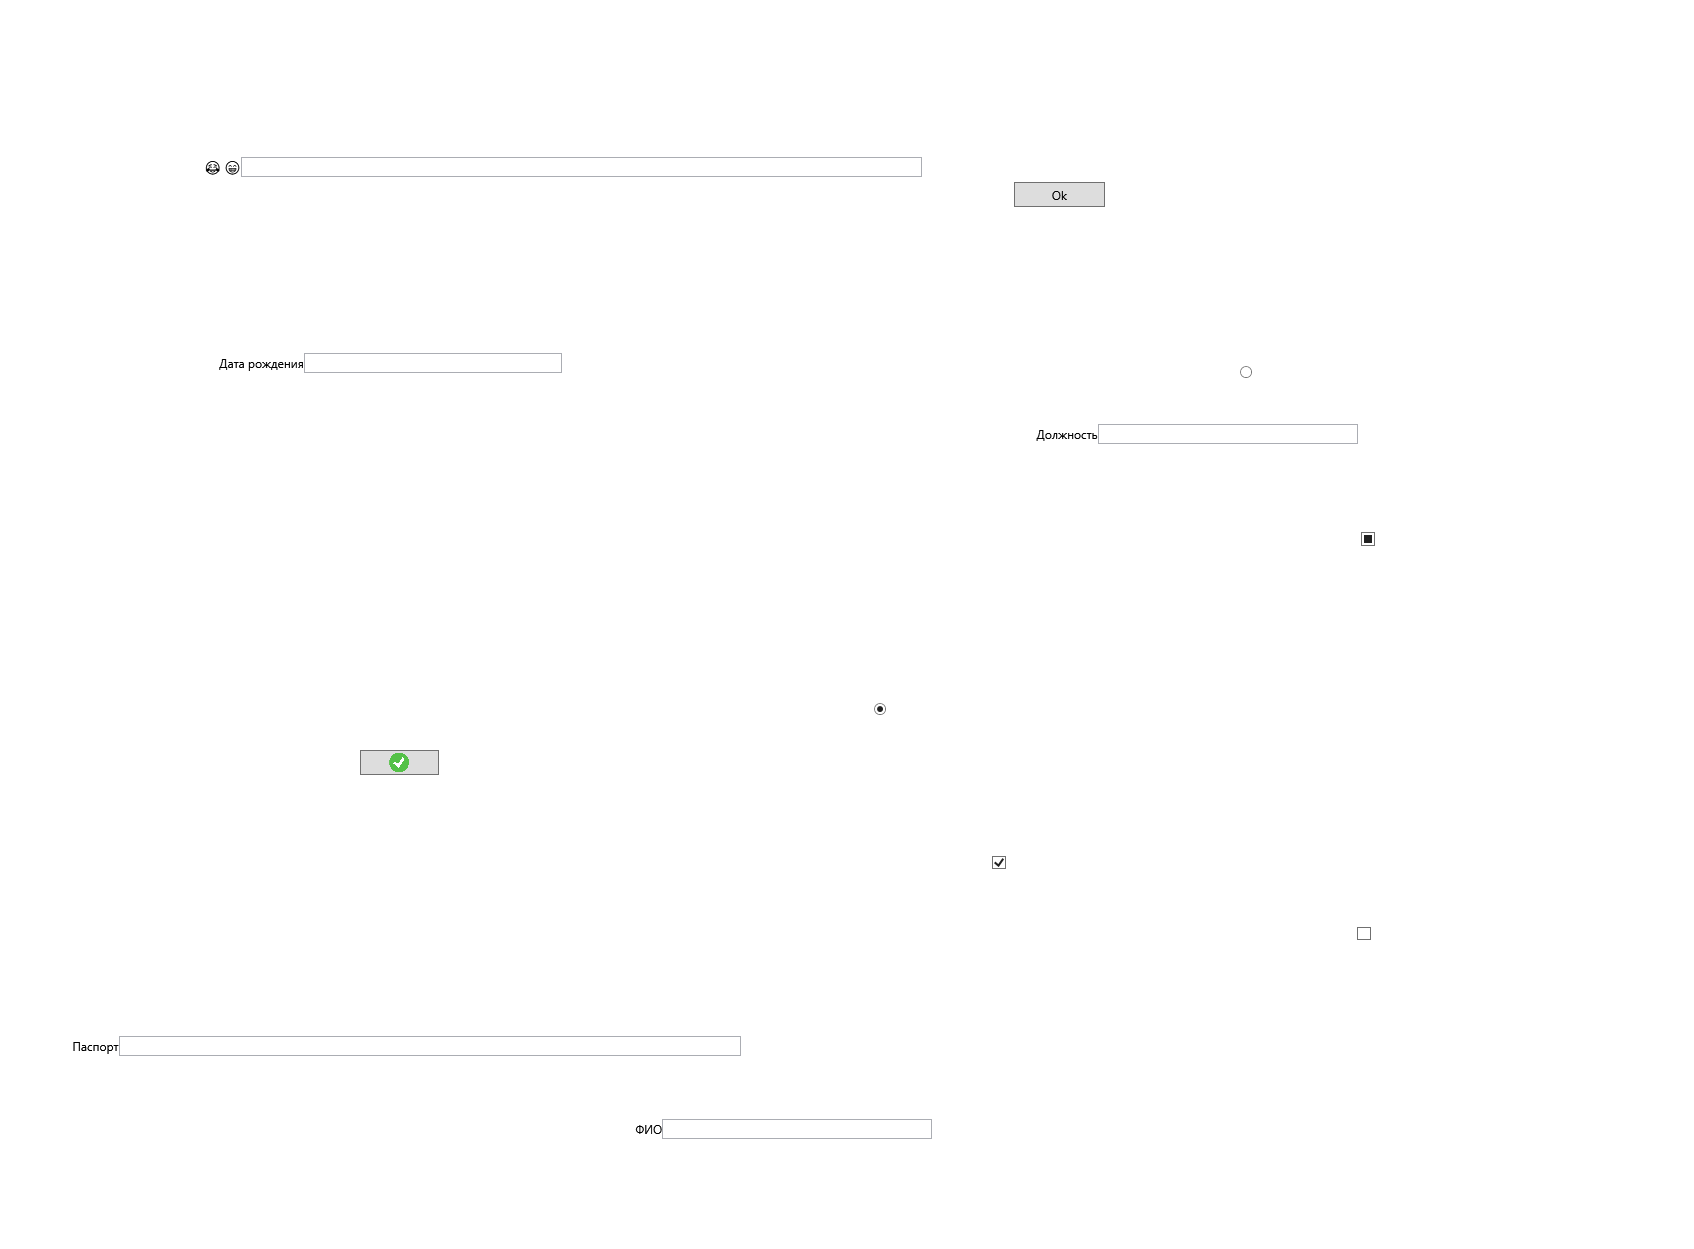 😂 😁
Ok
Дата рождения
Должность
Паспорт
ФИО